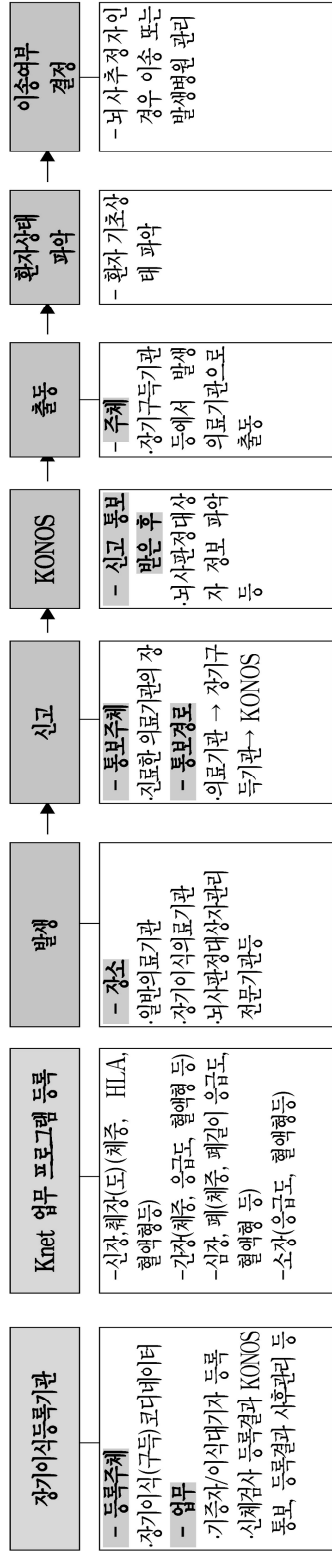 장기이식등록기관
- 등록주체
·장기이식(구득)코디네이터
- 업무
·기증자/이식대기자 등록
·신체검사 등록결과 KONOS
통보, 등록결과 사후관리 등
Knet 업무 프로그램 등록
-신장,췌장(도)(체중, HLA,
혈액형등)
-간장(체중, 응급도, 혈액형 등)
-심장, 폐(체중, 폐길이 응급도,
혈액형 등)
-소장(응급도, 혈액형등)
발생
- 장소
·일반의료기관
·장기이식의료기관
·뇌사판정대상자관리
전문기관등
신고
- 통보주체
·진료한 의료기관의 장
- 통보경로
·의료기관 → 장기구
득기관→ KONOS
KONOS
- 신고 통보
받은 후
·뇌사판정대상
자 정보 파악
등
출동
- 주체
·장기구득기관
등에서 발생
의료기관으로
출동
환자상태
파악
- 환자 기초상
태 파악
이송여부
결정
-뇌사추정자인
경우 이송 또는
발생병원 관리